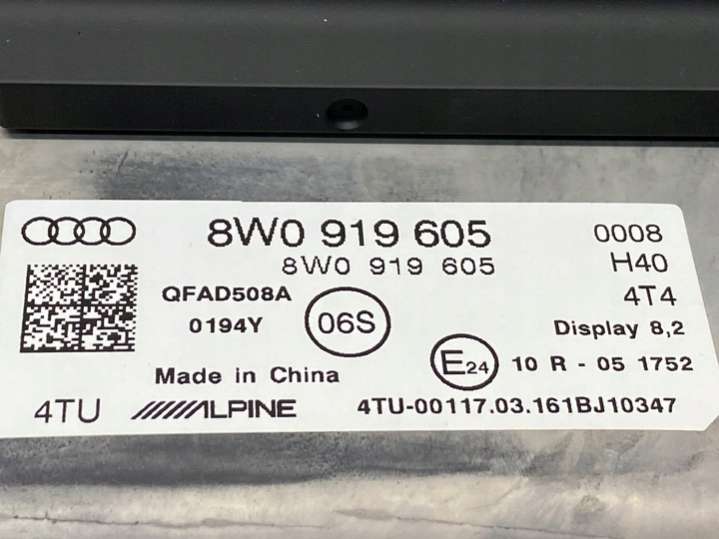 8W0 919 605 0008
8W0 919 605 H40
QFAD508A 4T4
0194Y 06S Display 8,2
E24 10 R - 05 1752
Made in China
4TU ALPINE 4TU-00117.03.161BJ10347